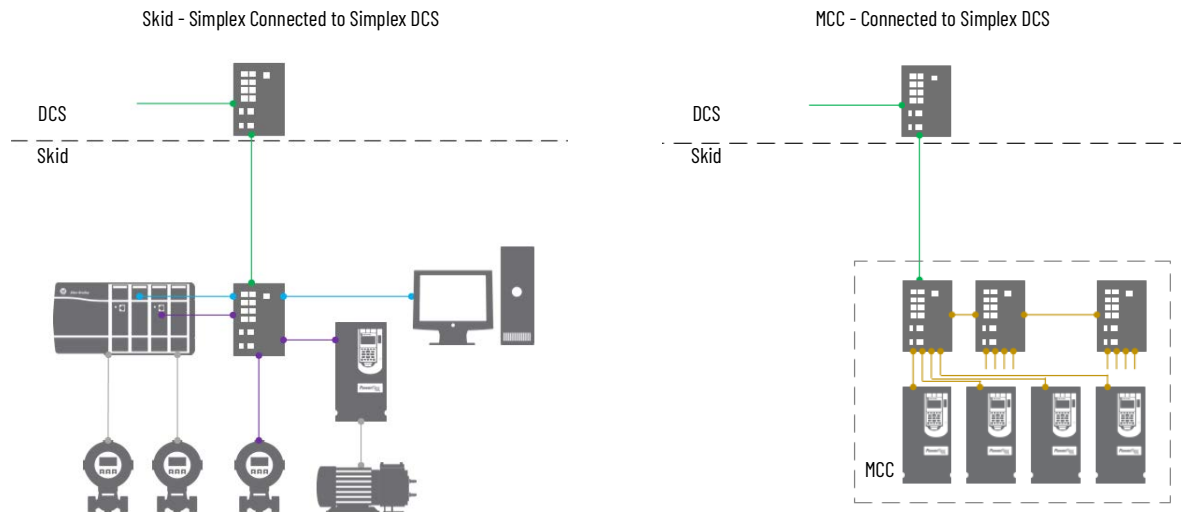 Skid - Simplex Connected to Simplex DCS
MCC - Connected to Simplex DCS
DCS
Skid
DCS
Skid
MCC